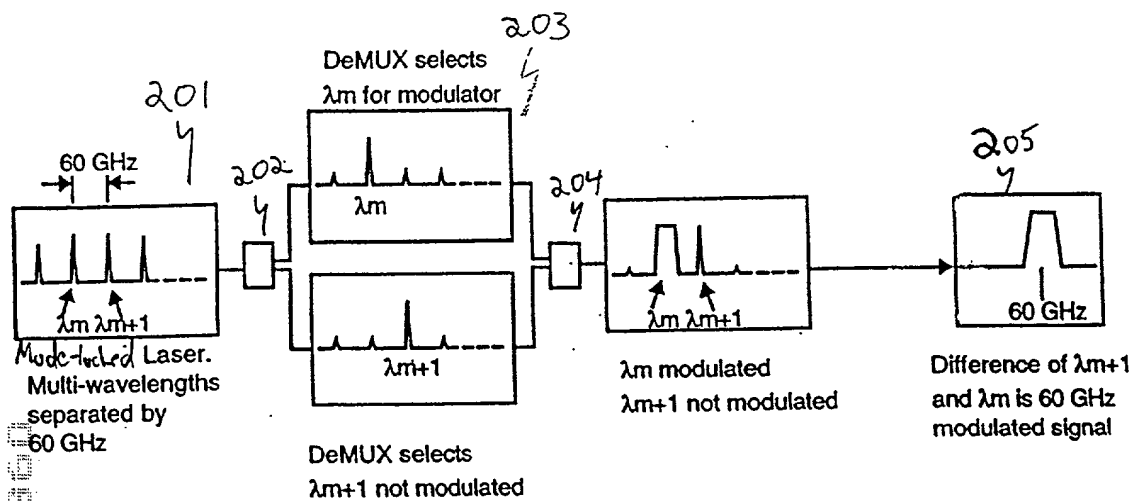 201
60 GHz
λm λm+1
Mode-locked Laser.
Multi-wavelengths
separated by
60 GHz
202
203
DeMUX selects
λm for modulator
λm
λm+1
DeMUX selects
λm+1 not modulated
204
λm λm+1
λm modulated
λm+1 not modulated
205
60 GHz
Difference of λm+1
and λm is 60 GHz
modulated signal